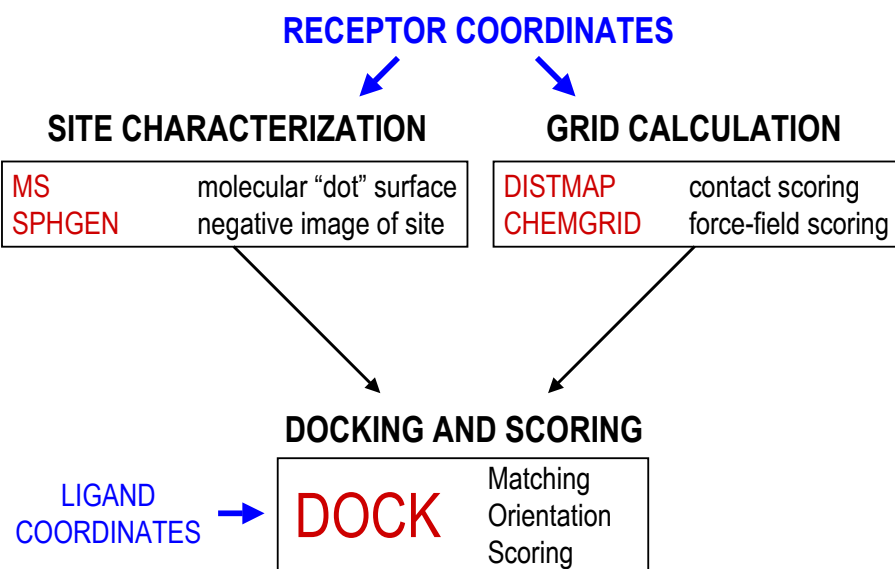 RECEPTOR COORDINATES
SITE CHARACTERIZATION
MS molecular “dot” surface
SPHGEN negative image of site
GRID CALCULATION
DISTMAP contact scoring
CHEMGRID force-field scoring
DOCKING AND SCORING
LIGAND
COORDINATES
DOCK
Matching
Orientation
Scoring